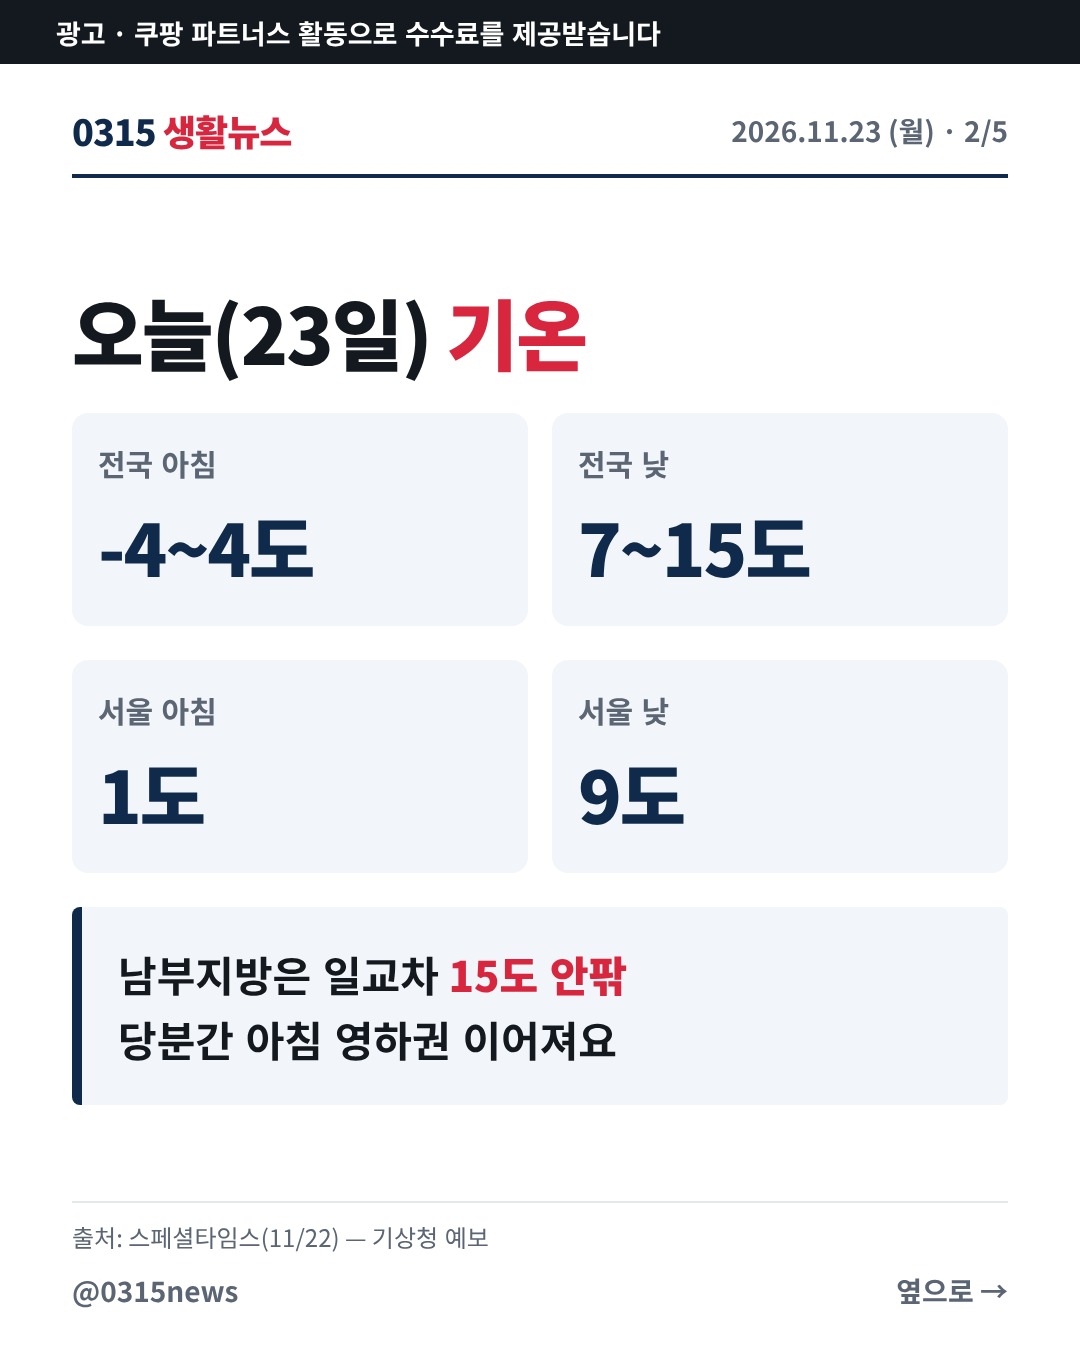 광고 · 쿠팡 파트너스 활동으로 수수료를 제공받습니다
0315 생활뉴스
2026.11.23 (월) · 2/5
오늘(23일) 기온
전국 아침
-4~4도
전국 낮
7~15도
서울 아침
1도
서울 낮
9도
남부지방은 일교차 15도 안팎
당분간 아침 영하권 이어져요
출처: 스페셜타임스(11/22) — 기상청 예보
@0315news
옆으로 →